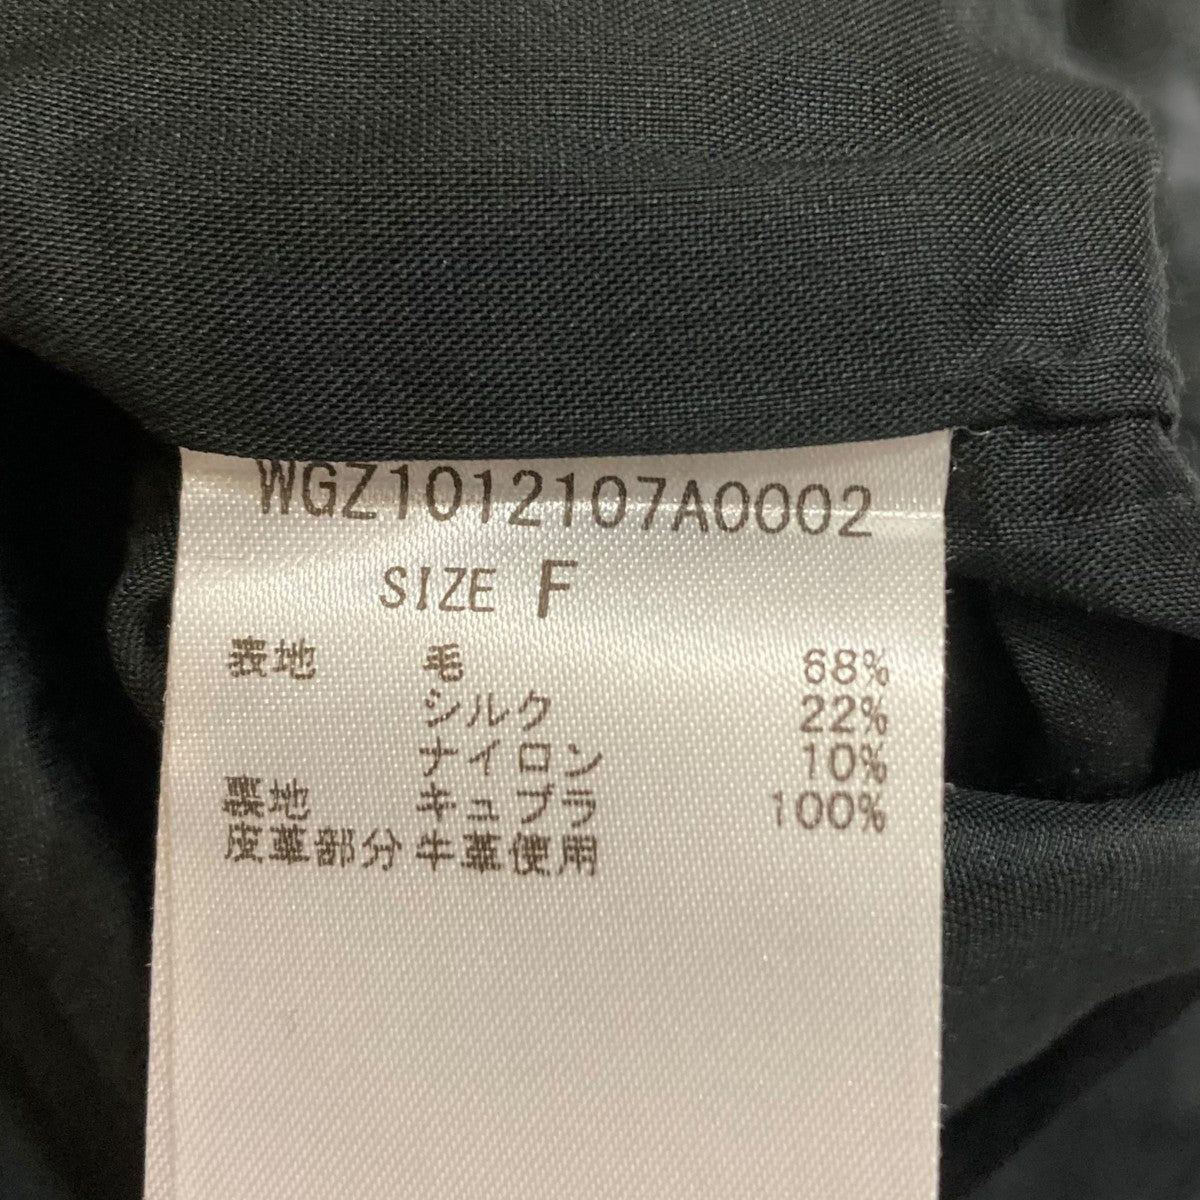 WGZ1012107A0002
SIZE F
表地 毛 68%
シルク 22%
ナイロン 10%
裏地 キュプラ 100%
皮革部分 牛革使用